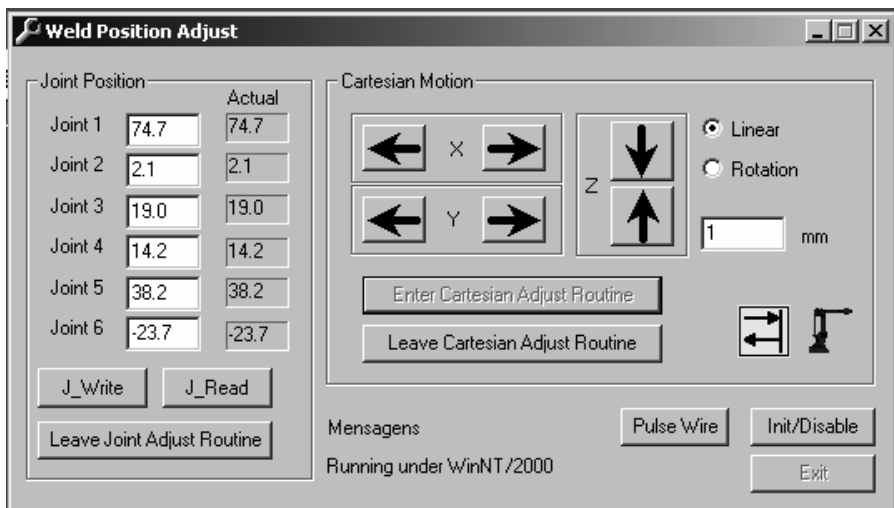 Weld Position Adjust
Joint Position
Actual
Joint 1 74.7 74.7
Joint 2 2.1 2.1
Joint 3 19.0 19.0
Joint 4 14.2 14.2
Joint 5 38.2 38.2
Joint 6 -23.7 -23.7
J_Write J_Read
Leave Joint Adjust Routine
Cartesian Motion
X
Y
Z
Linear
Rotation
1 mm
Enter Cartesian Adjust Routine
Leave Cartesian Adjust Routine
Mensagens
Running under WinNT/2000
Pulse Wire Init/Disable
Exit